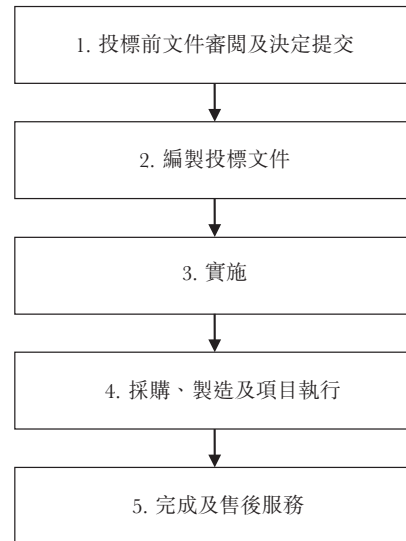 1. 投標前文件審閱及決定提交
2. 編製投標文件
3. 實施
4. 採購、製造及項目執行
5. 完成及售後服務